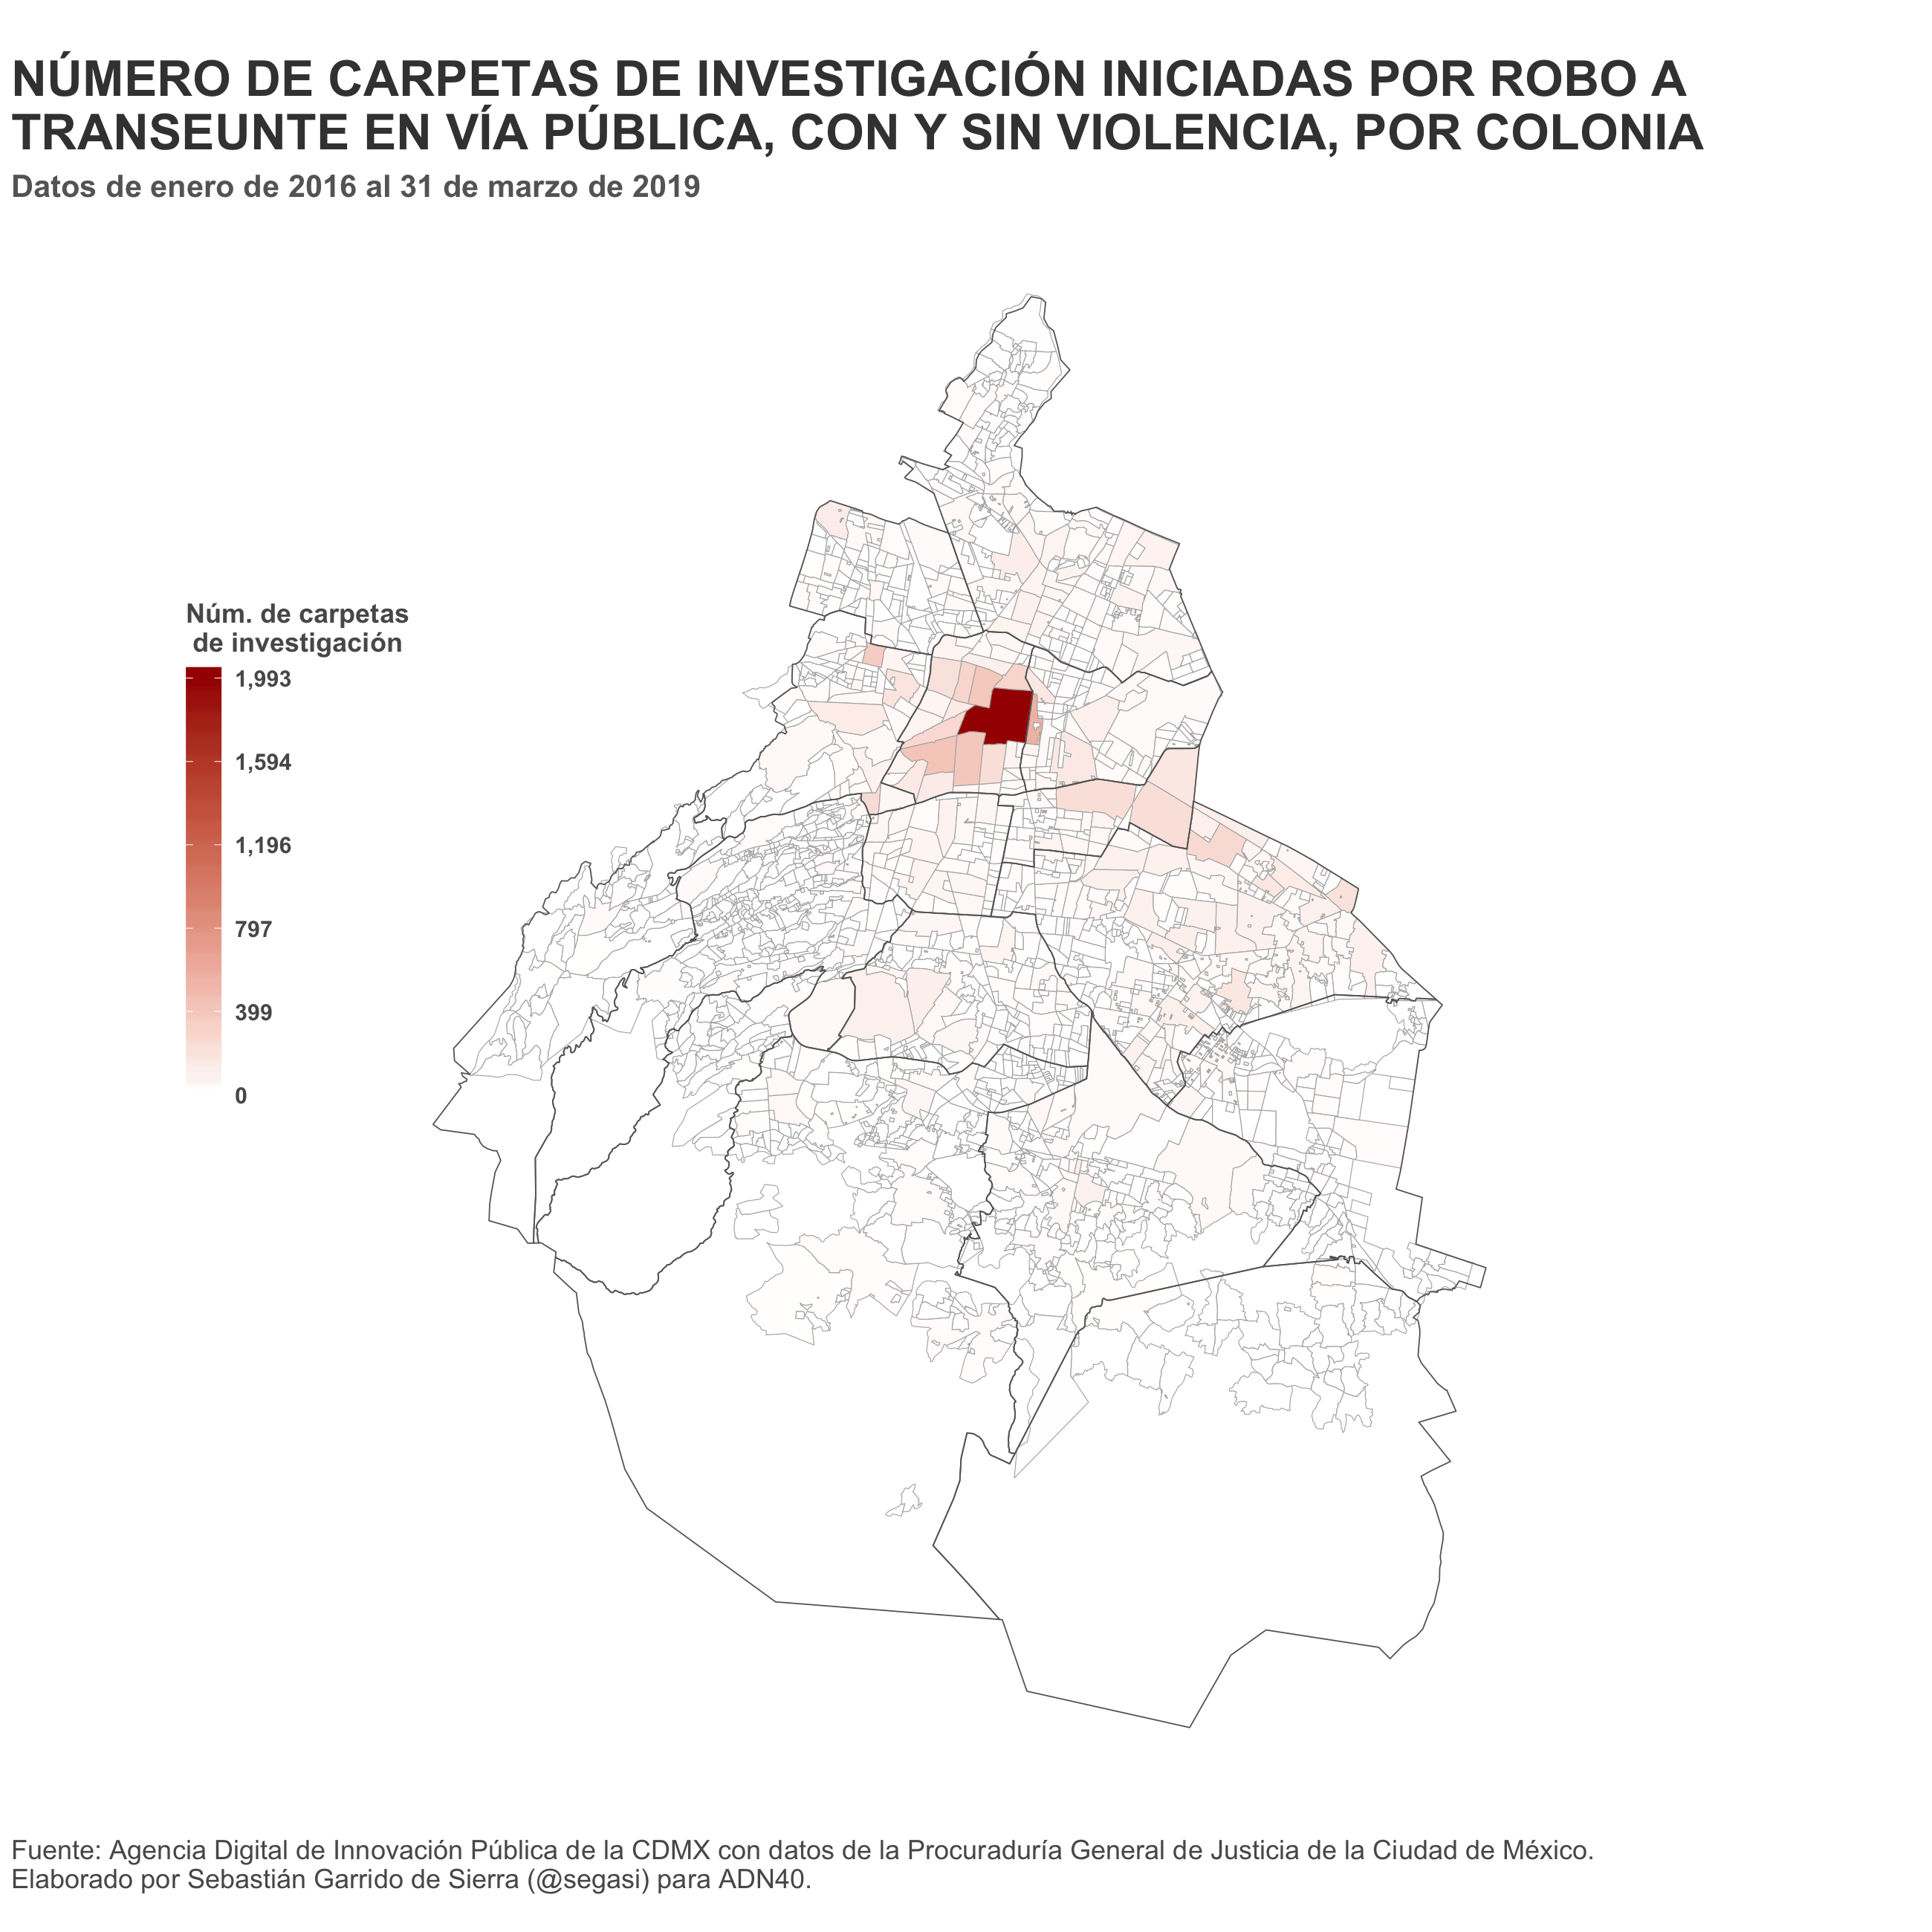 NÚMERO DE CARPETAS DE INVESTIGACIÓN INICIADAS POR ROBO A
TRANSEUNTE EN VÍA PÚBLICA, CON Y SIN VIOLENCIA, POR COLONIA
Datos de enero de 2016 al 31 de marzo de 2019
Núm. de carpetas
de investigación
1,993
1,594
1,196
797
399
0
Fuente: Agencia Digital de Innovación Pública de la CDMX con datos de la Procuraduría General de Justicia de la Ciudad de México.
Elaborado por Sebastián Garrido de Sierra (@segasi) para ADN40.